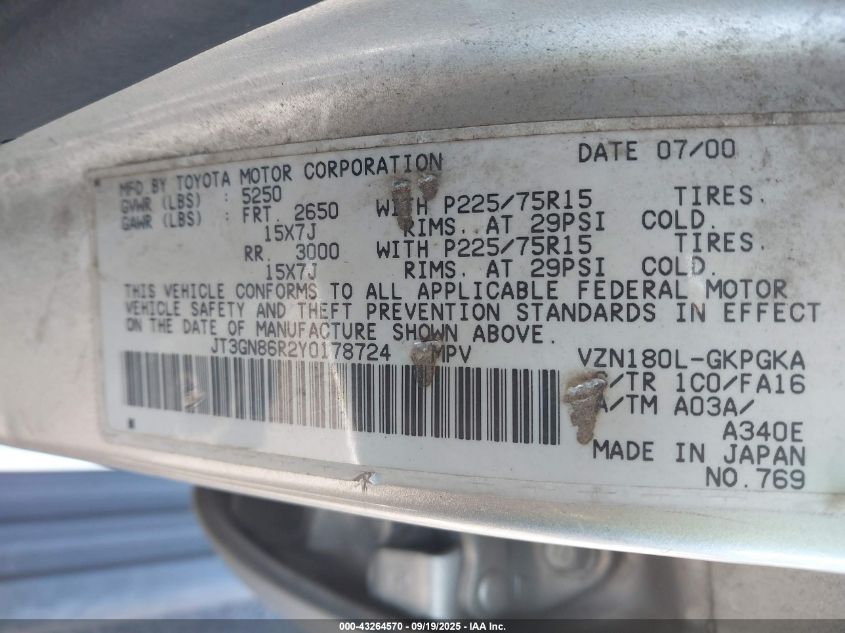 MFD BY TOYOTA MOTOR CORPORATION DATE 07/00
GVWR (LBS) : 5250
GAWR (LBS) : FRT. 2650 WITH P225/75R15 TIRES.
15X7J RIMS. AT 29PSI COLD.
RR. 3000 WITH P225/75R15 TIRES.
15X7J RIMS. AT 29PSI COLD.
THIS VEHICLE CONFORMS TO ALL APPLICABLE FEDERAL MOTOR
VEHICLE SAFETY AND THEFT PREVENTION STANDARDS IN EFFECT
ON THE DATE OF MANUFACTURE SHOWN ABOVE.
JT3GN86R2Y0178724 MPV VZN180L-GKPGKA
/TR 1C0/FA16
A/TM A03A/
A340E
MADE IN JAPAN
NO.769
000-43264570 - 09/19/2025 - IAA Inc.